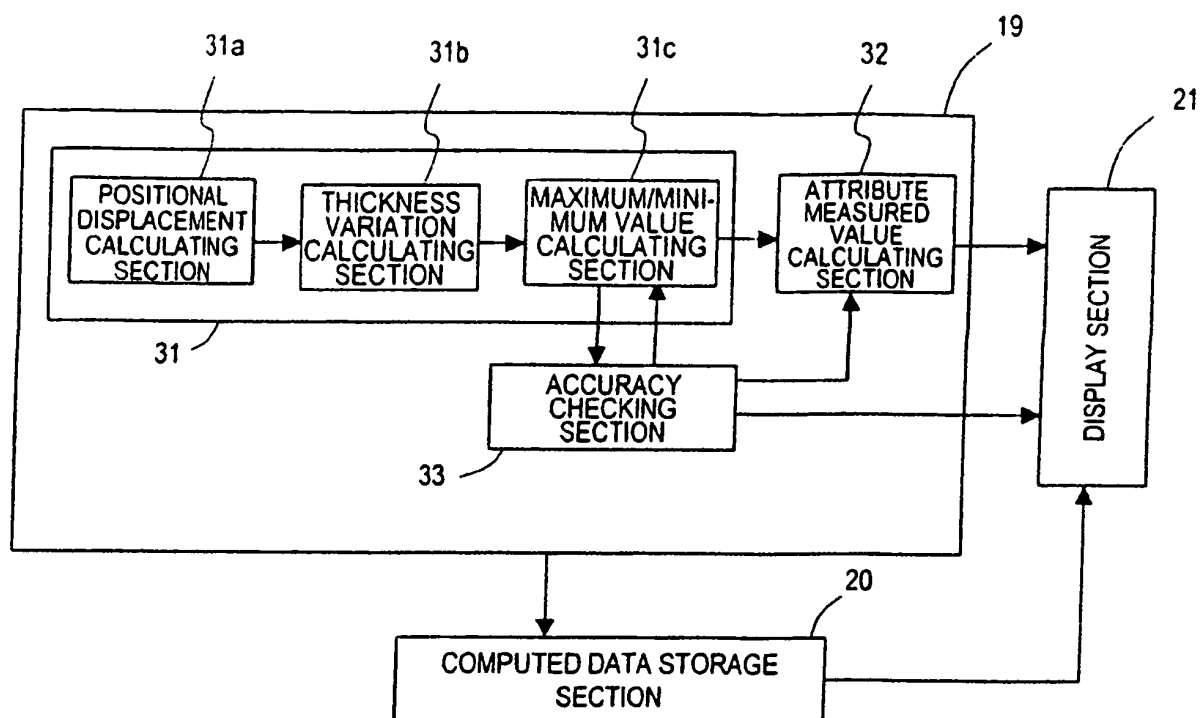 31a
31b
31c
32
19
21
POSITIONAL
DISPLACEMENT
CALCULATING
SECTION
THICKNESS
VARIATION
CALCULATING
SECTION
MAXIMUM/MINI-
MUM VALUE
CALCULATING
SECTION
ATTRIBUTE
MEASURED
VALUE
CALCULATING
SECTION
DISPLAY SECTION
31
ACCURACY
CHECKING
SECTION
33
20
COMPUTED DATA STORAGE
SECTION